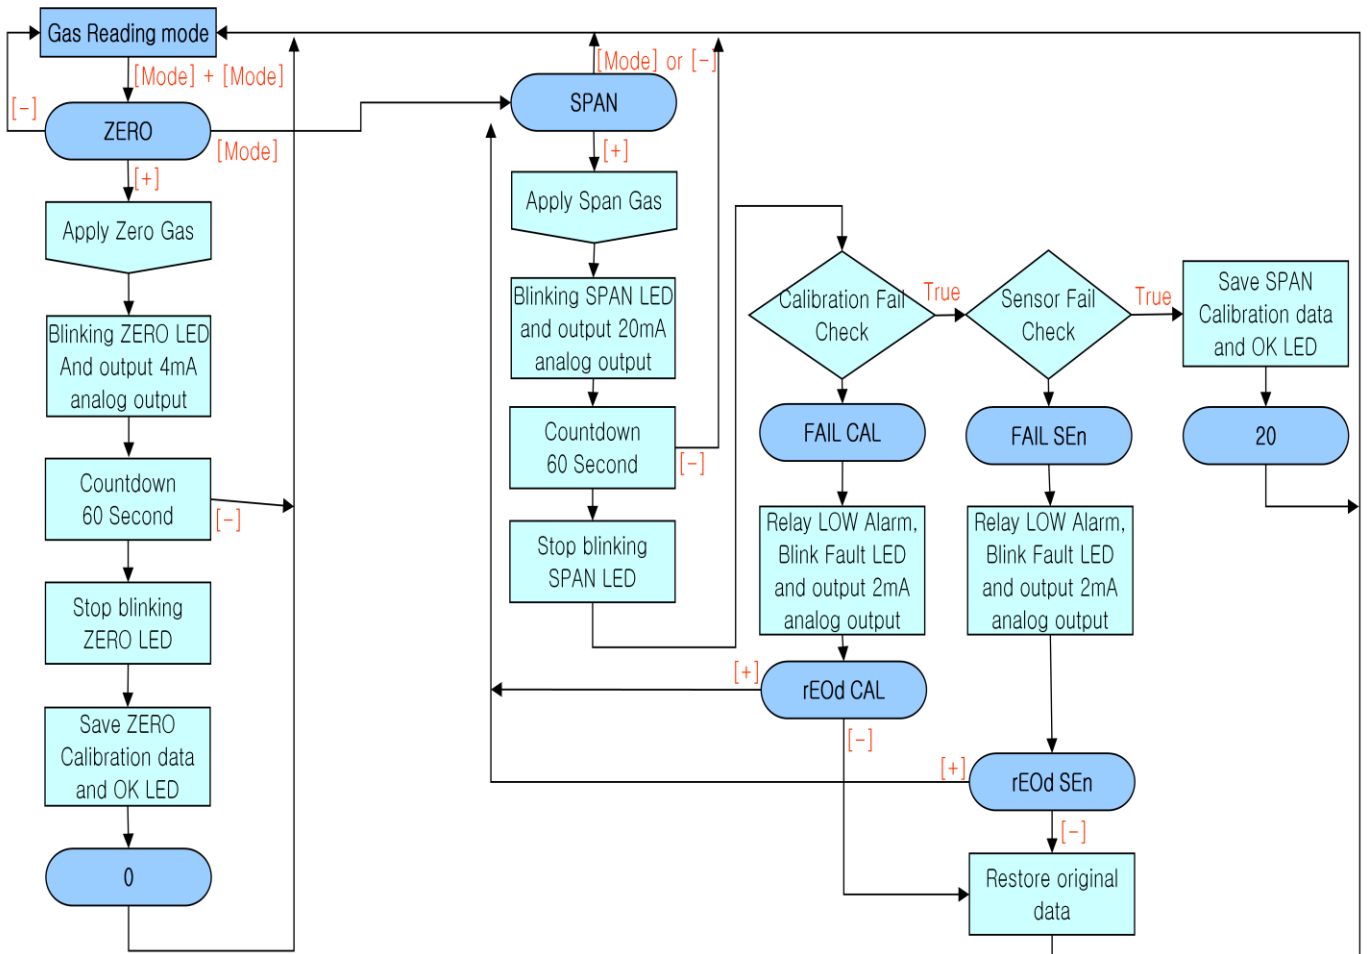 Gas Reading mode
[Mode] + [Mode]
[-]
ZERO
[Mode]
[+]
Apply Zero Gas
Blinking ZERO LED
And output 4mA
analog output
Countdown
60 Second
[-]
Stop blinking
ZERO LED
Save ZERO
Calibration data
and OK LED
0
[Mode] or [-]
SPAN
[+]
Apply Span Gas
Blinking SPAN LED
and output 20mA
analog output
Countdown
60 Second
[-]
Stop blinking
SPAN LED
Calibration Fail
Check
True
Sensor Fail
Check
True
Save SPAN
Calibration data
and OK LED
FAIL CAL
FAIL SEn
20
Relay LOW Alarm,
Blink Fault LED
and output 2mA
analog output
Relay LOW Alarm,
Blink Fault LED
and output 2mA
analog output
[+]
rEOd CAL
[-]
[+]
rEOd SEn
[-]
Restore original
data